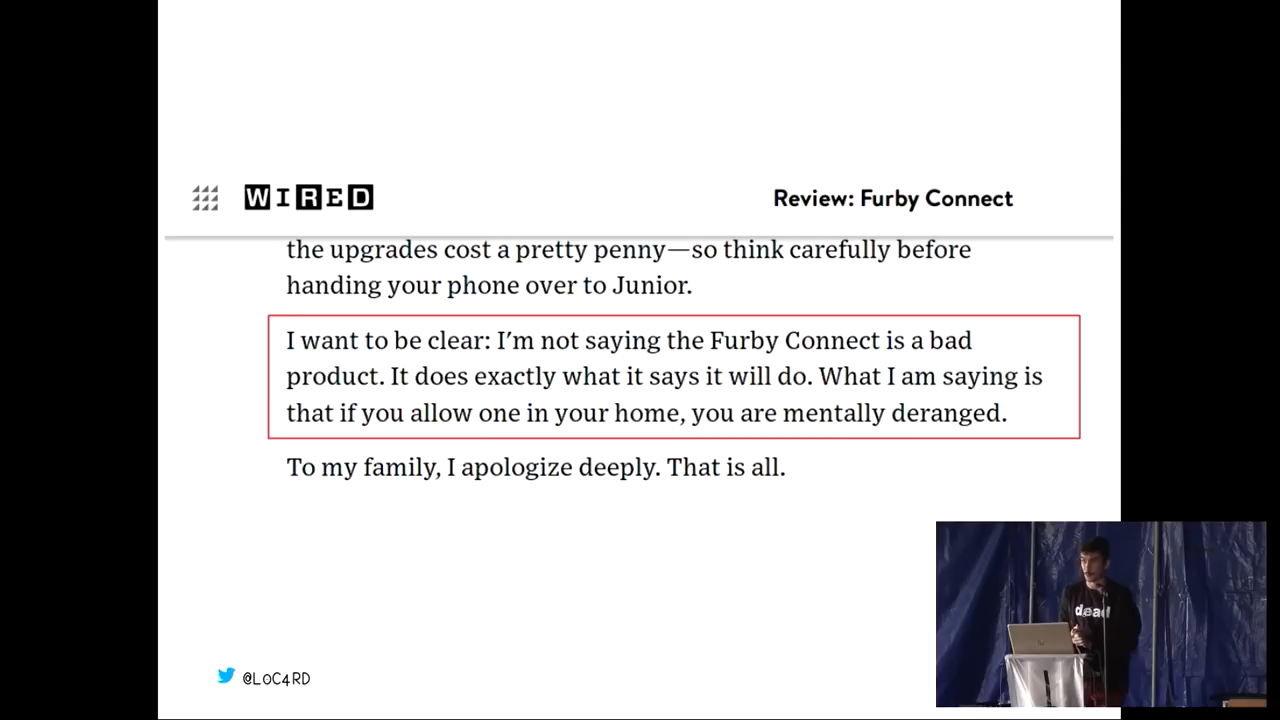 WIRED
Review: Furby Connect
the upgrades cost a pretty penny—so think carefully before
handing your phone over to Junior.
I want to be clear: I'm not saying the Furby Connect is a bad
product. It does exactly what it says it will do. What I am saying is
that if you allow one in your home, you are mentally deranged.
To my family, I apologize deeply. That is all.
@LoC4RD
dead